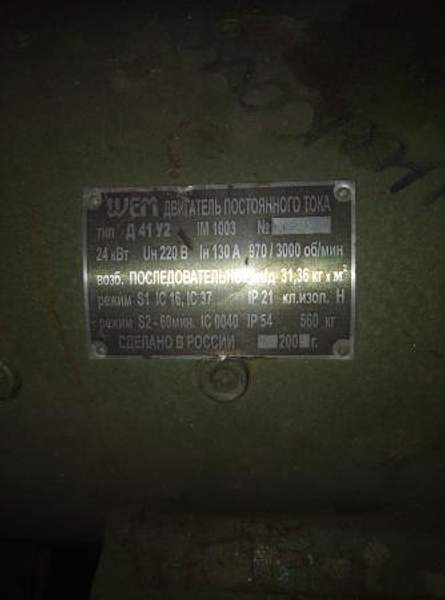 WEM ДВИГАТЕЛЬ ПОСТОЯННОГО ТОКА
тип Д 41 У2 IM 1003 №
24 кВт Uн 220 В Iн 130 А 970 / 3000 об/мин
возб. ПОСЛЕДОВАТЕЛЬНОЕ 31,36 кг х м²
режим S1 IC 16, IC 37 IP 21 кл.изол. Н
режим S2 - 60мин. IC 0040 IP 54 560 кг
СДЕЛАНО В РОССИИ 200 г.